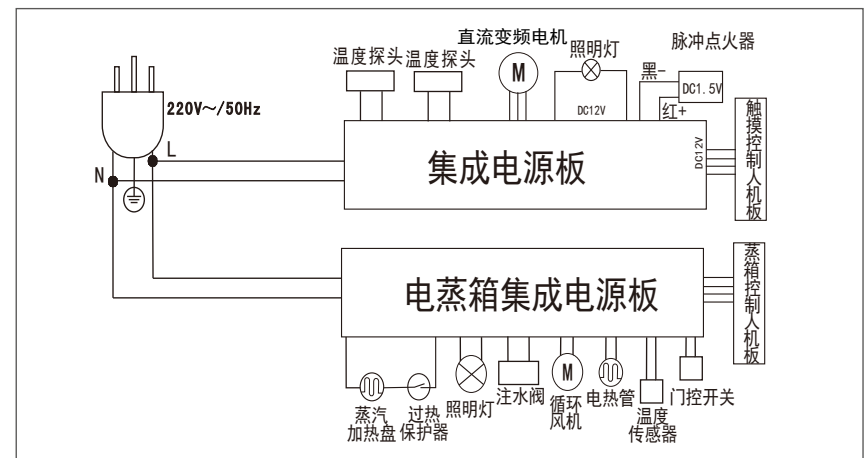 直流变频电机
温度探头
温度探头
照明灯
脉冲点火器
M
黑-
DC1.5V
220V～/50Hz
DC12V
红+
L
N
集成电源板
DC12V
触摸控制人机板
电蒸箱集成电源板
蒸箱控制人机板
M
蒸汽
加热盘
过热
保护器
照明灯
注水阀
循环
风机
电热管
温度
传感器
门控开关